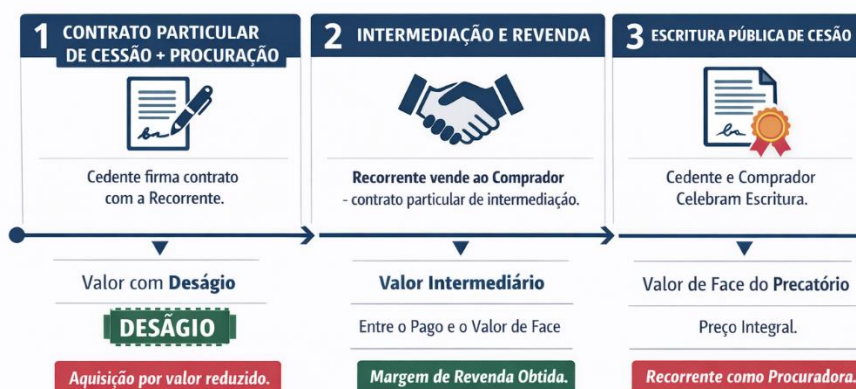 1 CONTRATO PARTICULAR
DE CESSÃO + PROCURAÇÃO
Cedente firma contrato
com a Recorrente.
Valor com Deságio
DESÃGIO
Aquisição por valor reduzido.
2 INTERMEDIAÇÃO E REVENDA
Recorrente vende ao Comprador
- contrato particular de intermediação.
Valor Intermediário
Entre o Pago e o Valor de Face
Margem de Revenda Obtida.
3 ESCRITURA PÚBLICA DE CESÃO
Cedente e Comprador
Celebram Escritura.
Valor de Face do Precatório
Preço Integral.
Recorrente como Procuradora.